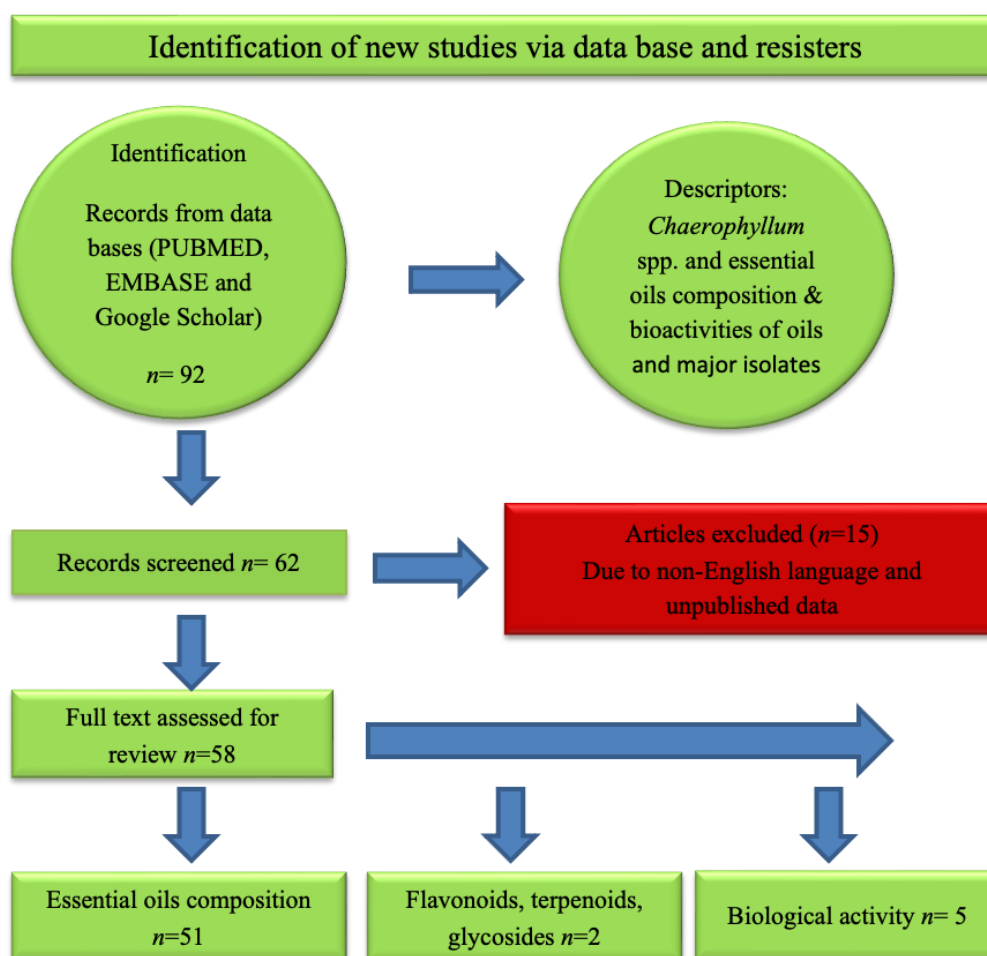 Identification of new studies via data base and resisters
Identification
Records from data
bases (PUBMED,
EMBASE and
Google Scholar)
n= 92
Descriptors:
Chaerophyllum
spp. and essential
oils composition &
bioactivities of oils
and major isolates
Records screened n= 62
Articles excluded (n=15)
Due to non-English language and
unpublished data
Full text assessed for
review n=58
Essential oils composition
n=51
Flavonoids, terpenoids,
glycosides n=2
Biological activity n= 5